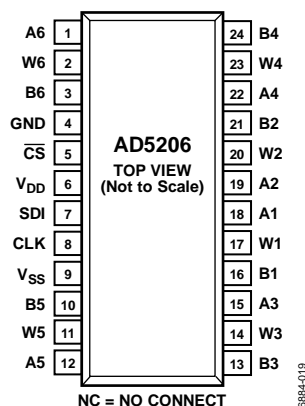 A6 1 24 B4
W6 2 23 W4
B6 3 22 A4
GND 4 21 B2
CS 5 AD5206 20 W2
TOP VIEW
(Not to Scale)
VDD 6 19 A2
SDI 7 18 A1
CLK 8 17 W1
VSS 9 16 B1
B5 10 15 A3
W5 11 14 W3
A5 12 13 B3
NC = NO CONNECT
06884-019